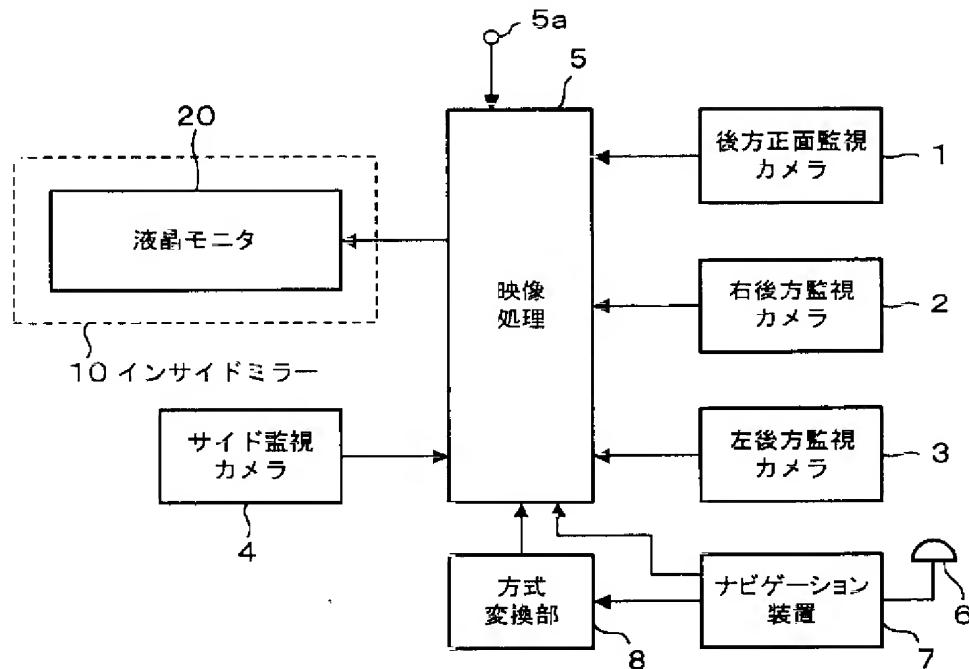 5a
5
20
後方正面監視
カメラ
1
液晶モニタ
映像
処理
右後方監視
カメラ
2
10 インサイドミラー
サイド監視
カメラ
4
左後方監視
カメラ
3
方式
変換部
8
ナビゲーション
装置
7
6